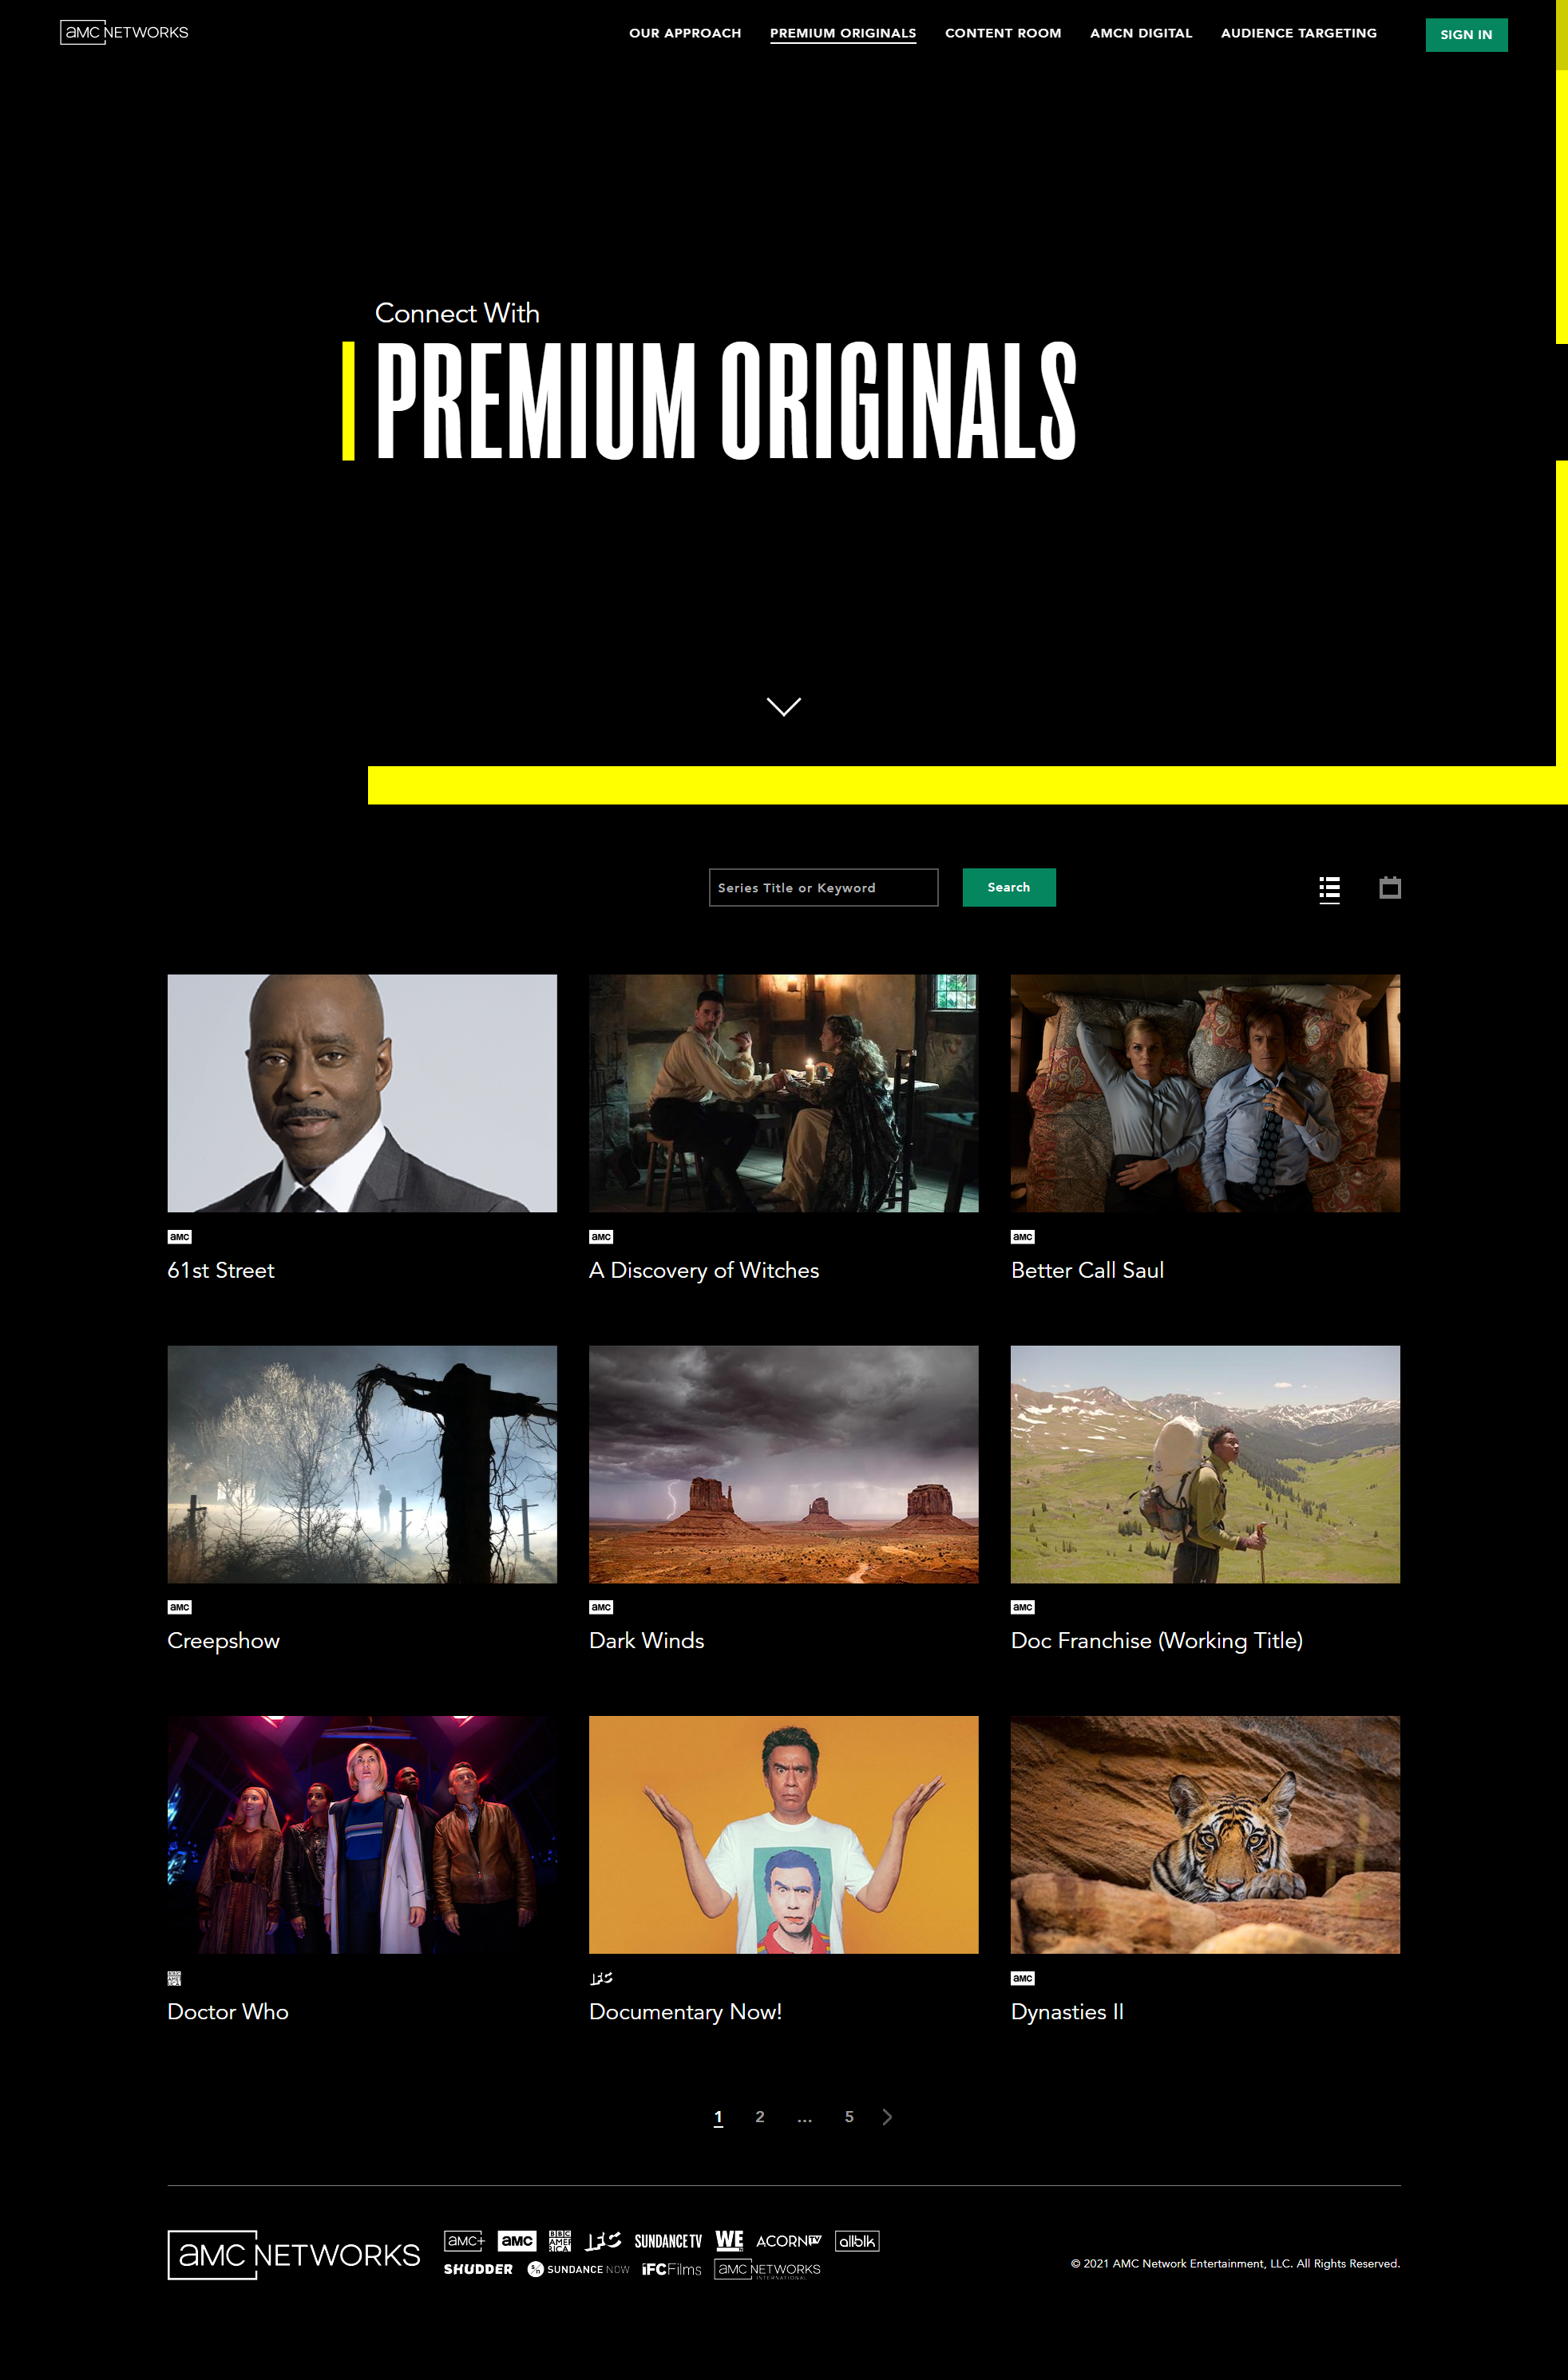 aMC NETWORKS
OUR APPROACH PREMIUM ORIGINALS CONTENT ROOM AMCN DIGITAL AUDIENCE TARGETING SIGN IN
Connect With
PREMIUM ORIGINALS
Series Title or Keyword Search
aMC aMC aMC
61st Street A Discovery of Witches Better Call Saul
aMC aMC aMC
Creepshow Dark Winds Doc Franchise (Working Title)
BBC AMERICA IFC aMC
Doctor Who Documentary Now! Dynasties II
1 2 ... 5
aMC NETWORKS
aMC+ aMC BBC AMERICA IFC SUNDANCE TV WE tv ACORN TV allblk
SHUDDER s/n SUNDANCE NOW IFC Films aMC NETWORKS INTERNATIONAL
© 2021 AMC Network Entertainment, LLC. All Rights Reserved.